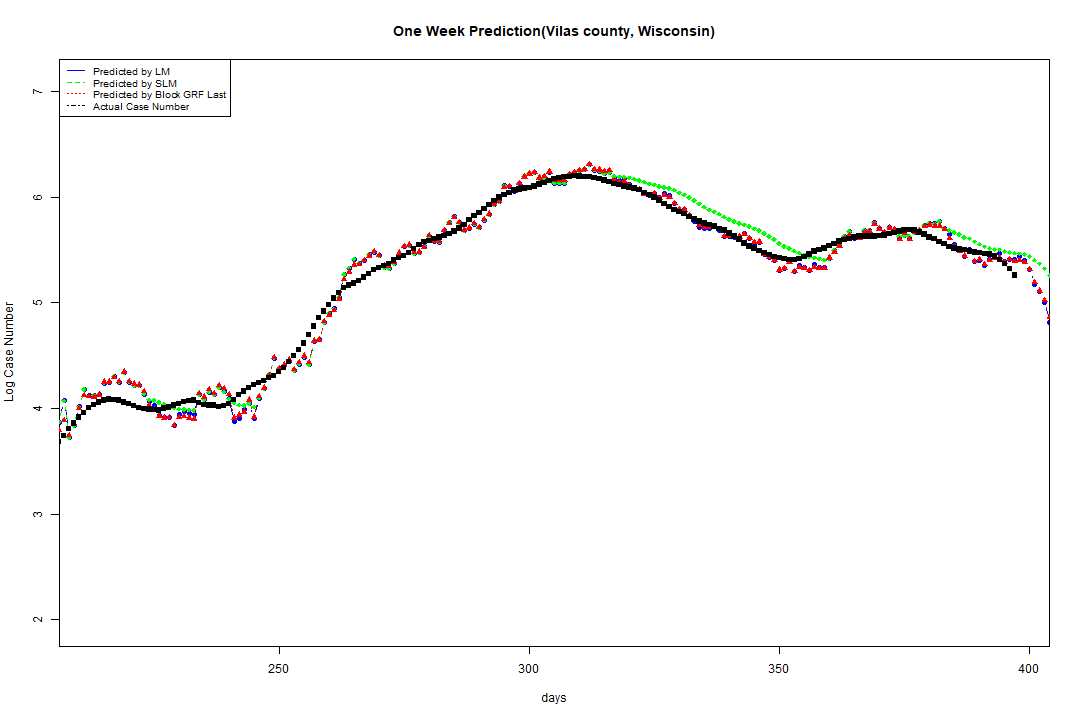 One Week Prediction(Vilas county, Wisconsin)
Predicted by LM
Predicted by SLM
Predicted by Block GRF Last
Actual Case Number
7
6
5
4
3
2
Log Case Number
250 300 350 400
days